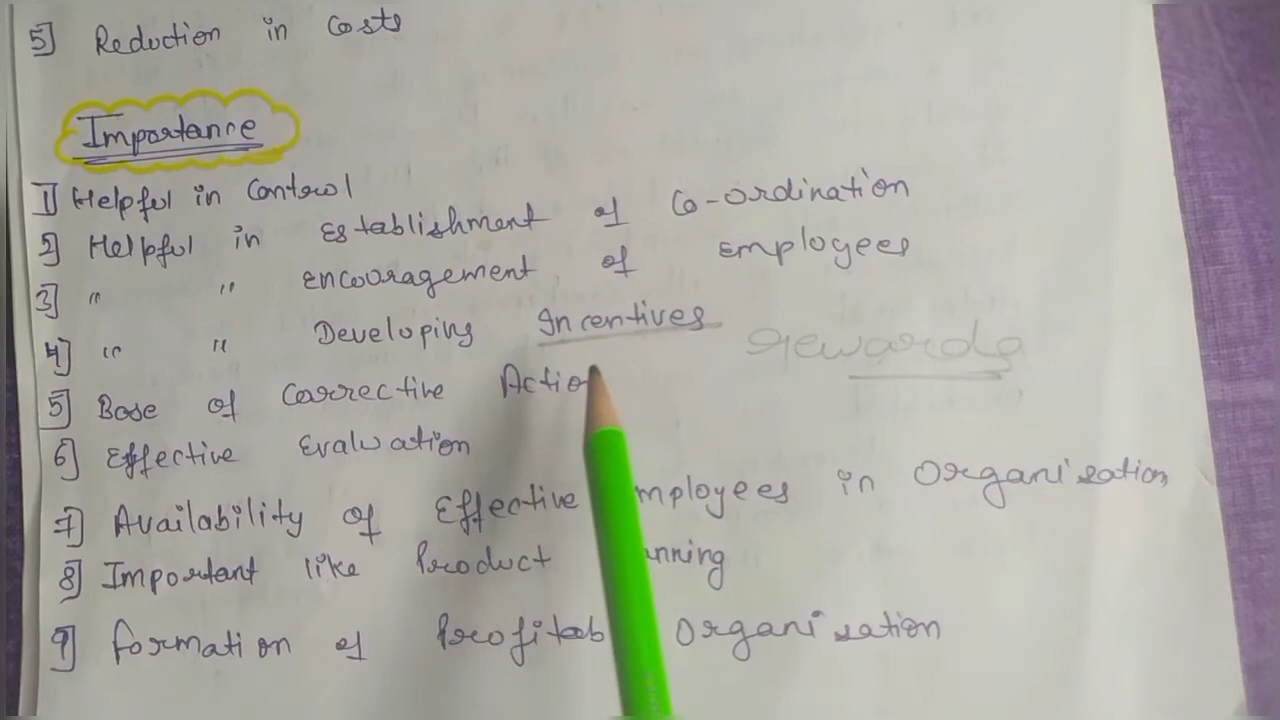 5] Reduction in Costs
Importance
1] Helpful in Control
2] Helpful in Establishment of Co-ordination
3] " " encouragement of Employees
4] " " Developing Incentives rewards
5] Base of Corrective Actio
6] Effective Evaluation
7] Availability of Effective mployees in Organisation
8] Important like Product nning
9] formation of Profitab Organisation